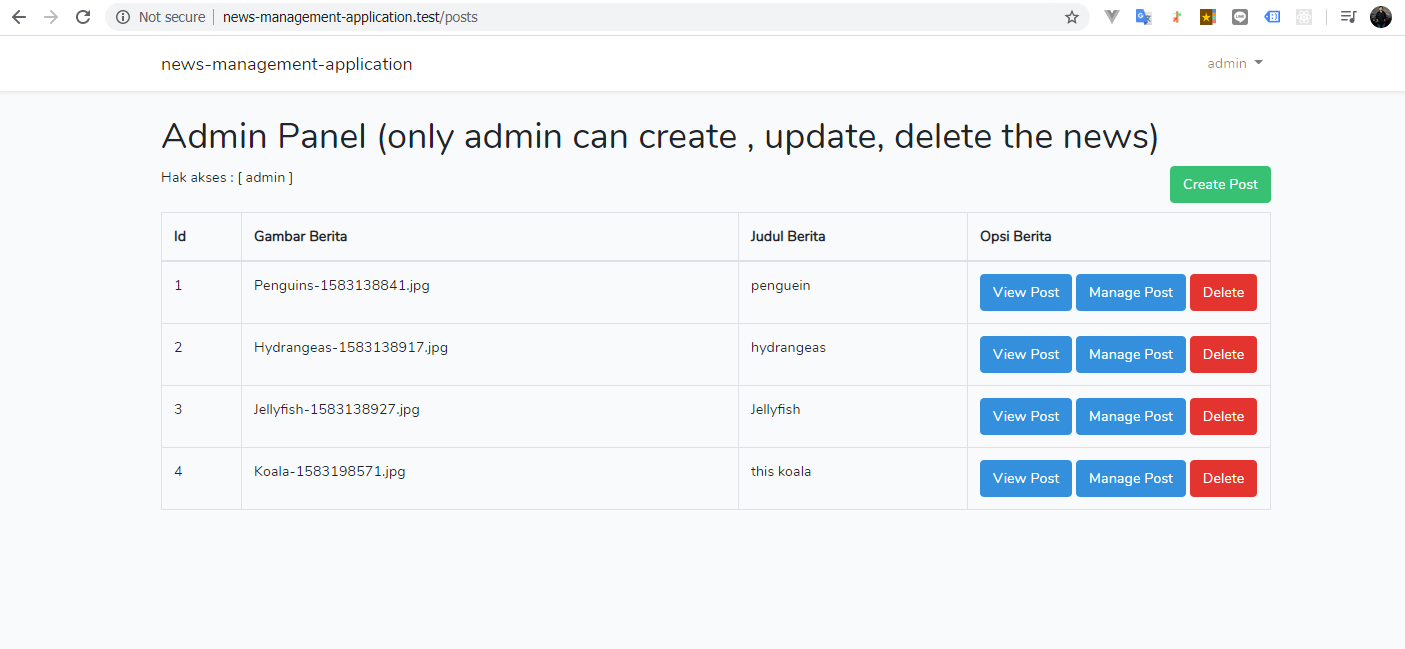 Not secure | news-management-application.test/posts
news-management-application admin
Admin Panel (only admin can create , update, delete the news)
Hak akses : [ admin ]
Create Post
Id Gambar Berita Judul Berita Opsi Berita
1 Penguins-1583138841.jpg penguein View Post Manage Post Delete
2 Hydrangeas-1583138917.jpg hydrangeas View Post Manage Post Delete
3 Jellyfish-1583138927.jpg Jellyfish View Post Manage Post Delete
4 Koala-1583198571.jpg this koala View Post Manage Post Delete